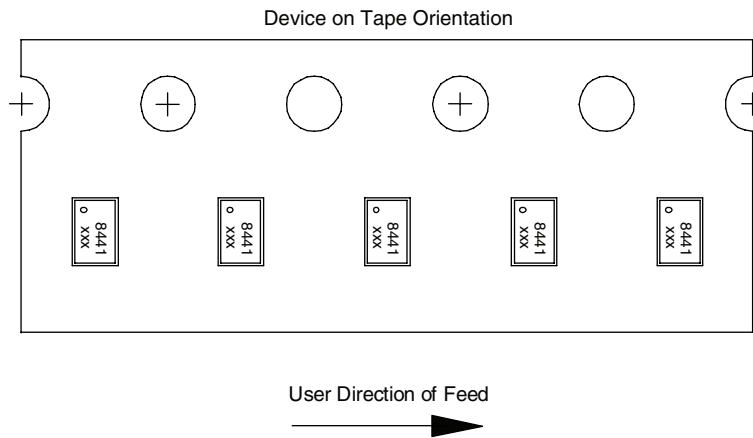 Device on Tape Orientation
8441
xxx
8441
xxx
8441
xxx
8441
xxx
8441
xxx
User Direction of Feed